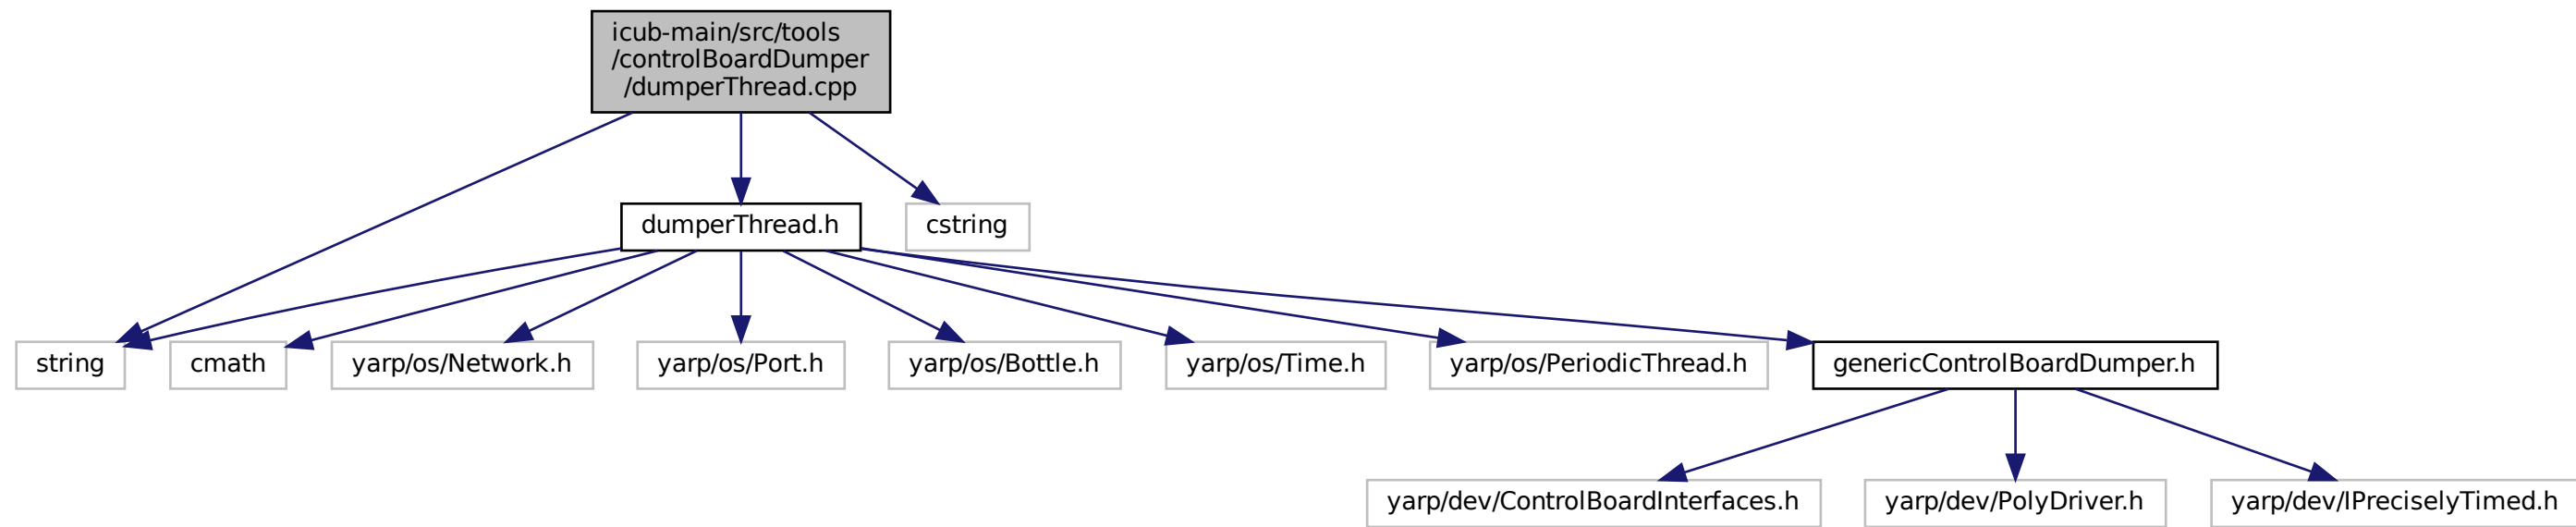 icub-main/src/tools
/controlBoardDumper
/dumperThread.cpp
dumperThread.h
cstring
string
cmath
yarp/os/Network.h
yarp/os/Port.h
yarp/os/Bottle.h
yarp/os/Time.h
yarp/os/PeriodicThread.h
genericControlBoardDumper.h
yarp/dev/ControlBoardInterfaces.h
yarp/dev/PolyDriver.h
yarp/dev/IPreciselyTimed.h